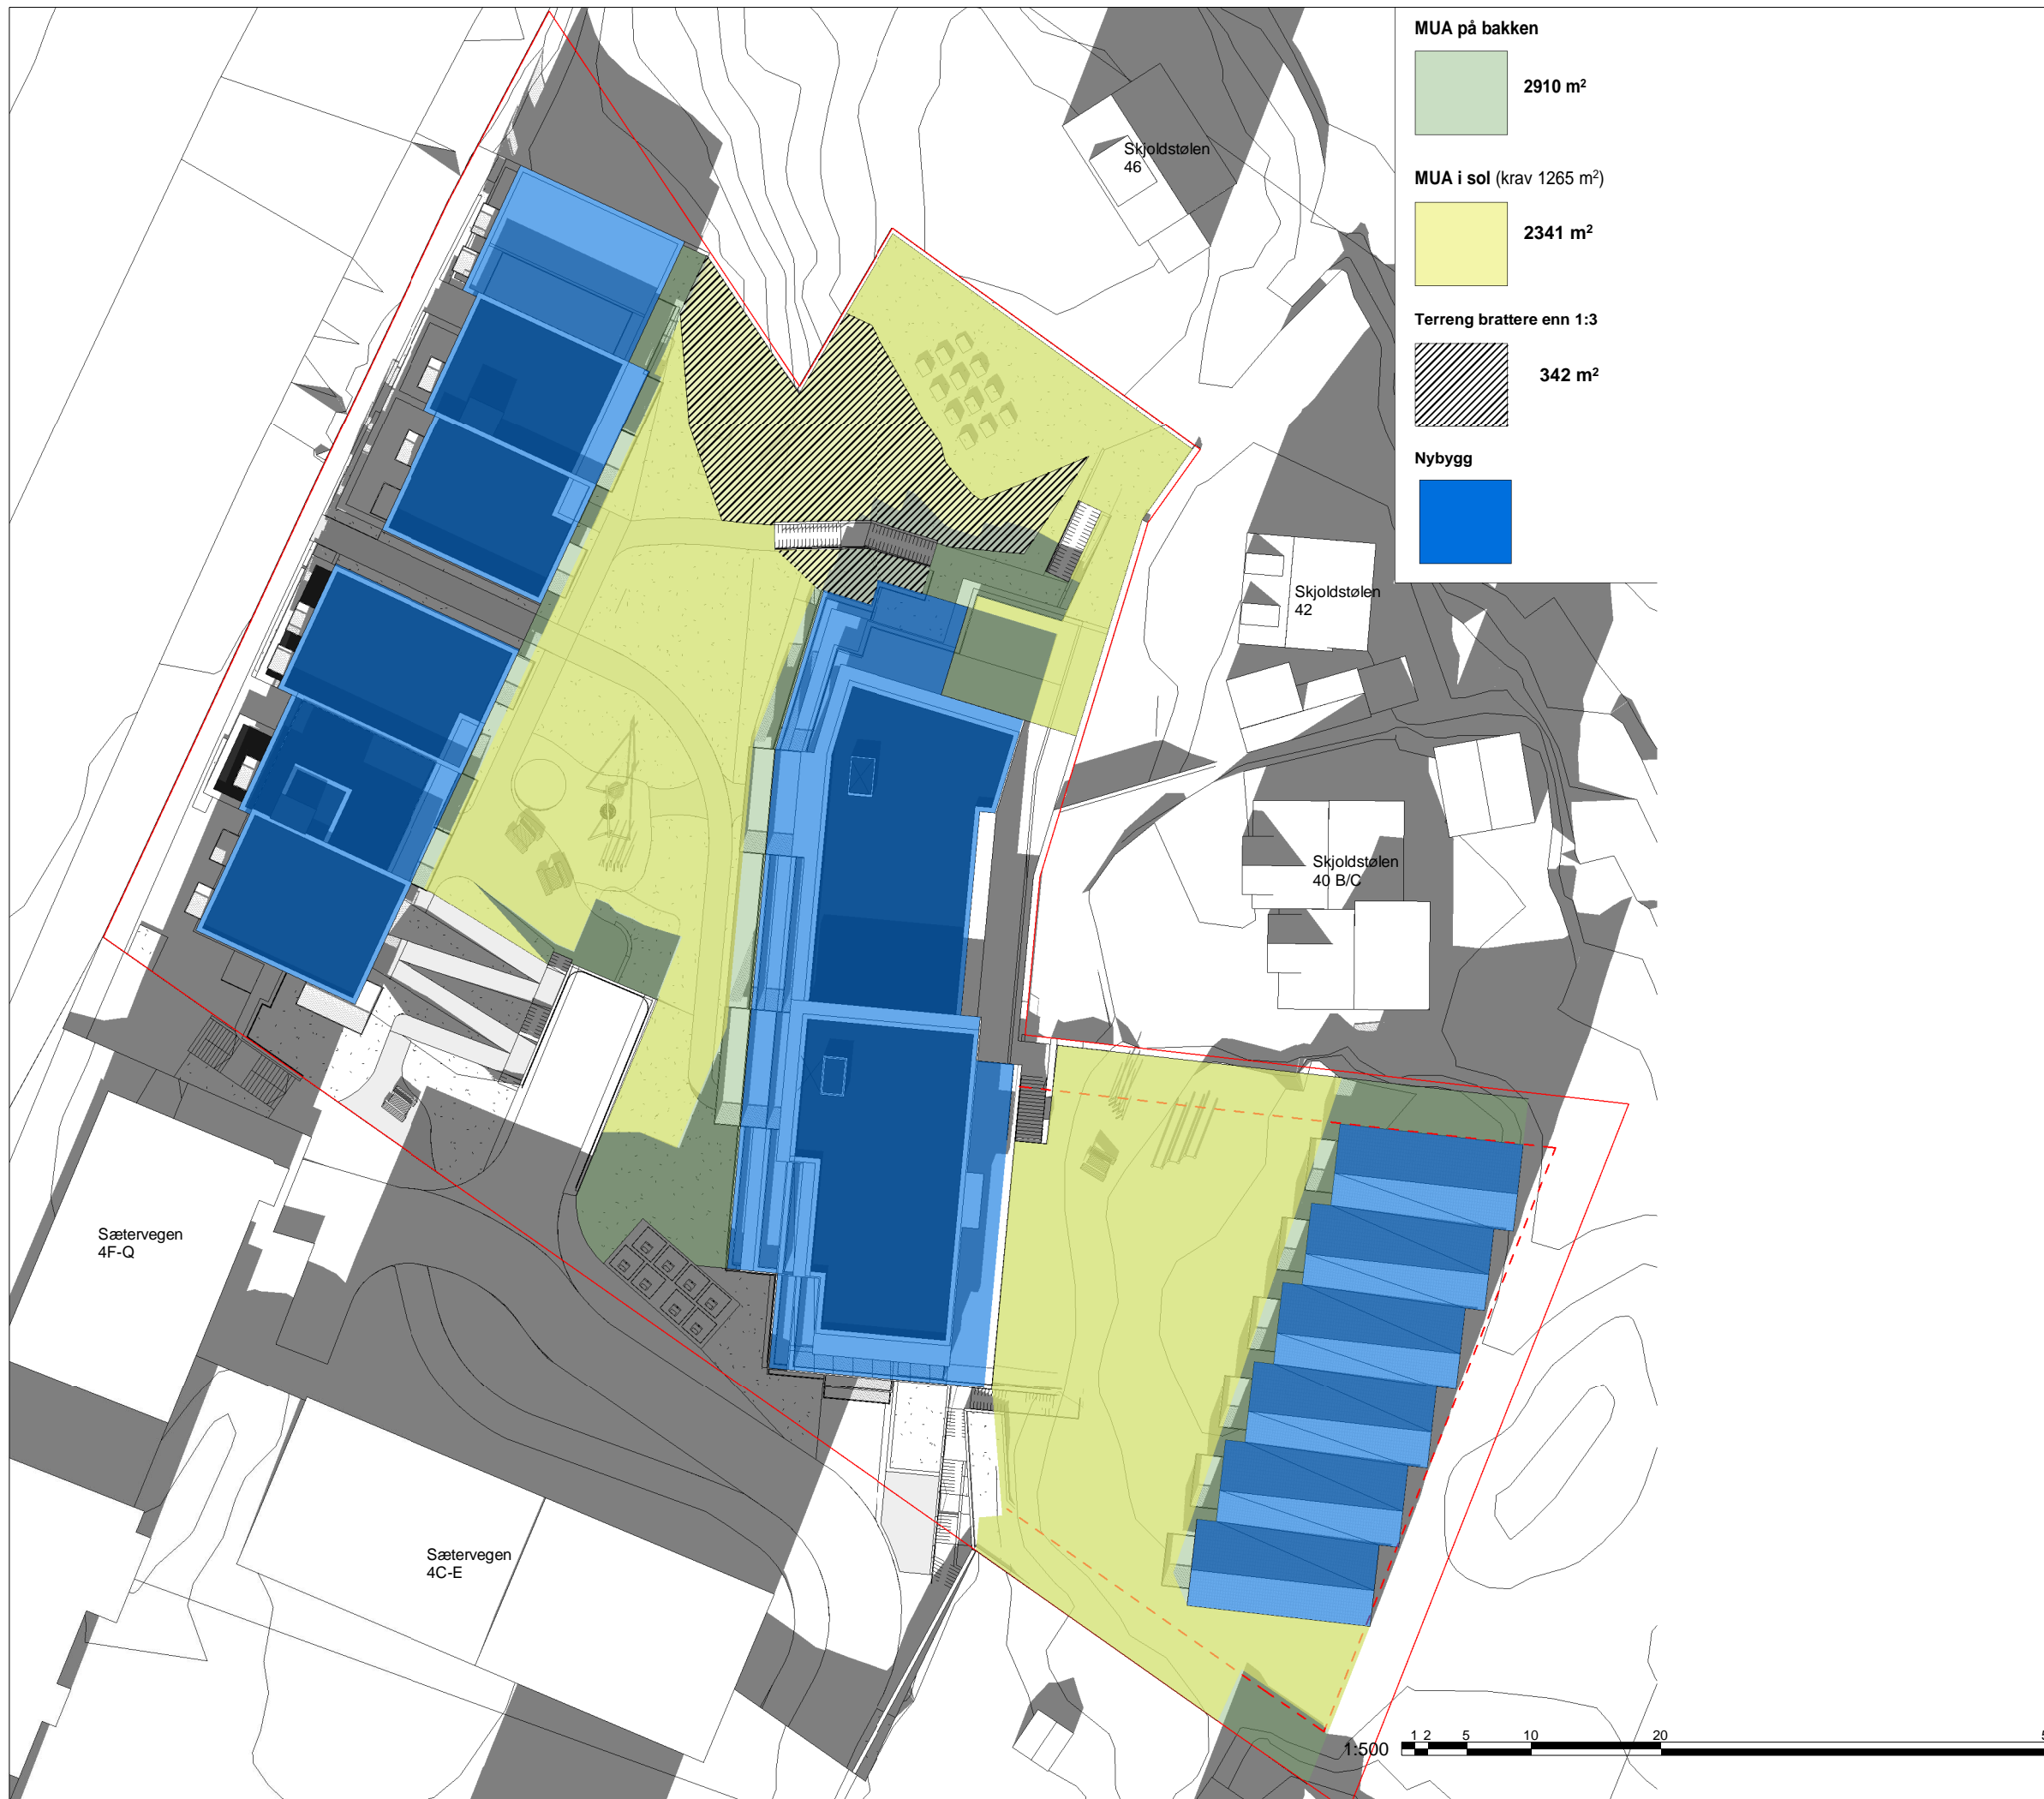 MUA på bakken
2910 m²
MUA i sol (krav 1265 m²)
2341 m²
Terreng brattere enn 1:3
342 m²
Nybygg
Skjoldstølen
46
Skjoldstølen
42
Skjoldstølen
40 B/C
Sætervegen
4F-Q
Sætervegen
4C-E
1:500
1 2 5 10 20